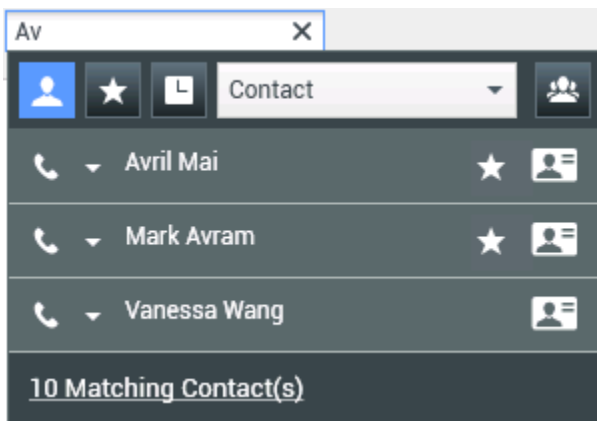 Av
Contact
Avril Mai
Mark Avram
Vanessa Wang
10 Matching Contact(s)